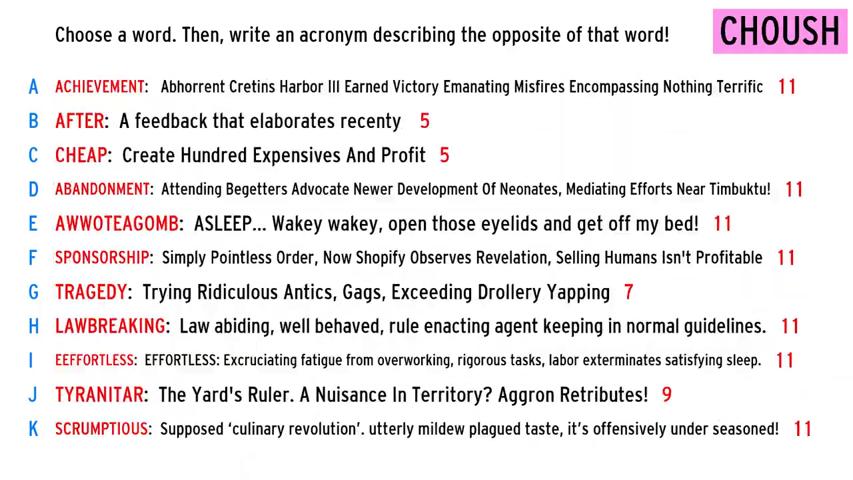 Choose a word. Then, write an acronym describing the opposite of that word!
CHOUSH
A ACHIEVEMENT: Abhorrent Cretins Harbor Ill Earned Victory Emanating Misfires Encompassing Nothing Terrific 11
B AFTER: A feedback that elaborates recenty 5
C CHEAP: Create Hundred Expensives And Profit 5
D ABANDONMENT: Attending Begetters Advocate Newer Development Of Neonates, Mediating Efforts Near Timbuktu! 11
E AWWOTEAGOMB: ASLEEP... Wakey wakey, open those eyelids and get off my bed! 11
F SPONSORSHIP: Simply Pointless Order, Now Shopify Observes Revelation, Selling Humans Isn't Profitable 11
G TRAGEDY: Trying Ridiculous Antics, Gags, Exceeding Drollery Yapping 7
H LAWBREAKING: Law abiding, well behaved, rule enacting agent keeping in normal guidelines. 11
I EEFFORTLESS: EFFORTLESS: Excruciating fatigue from overworking, rigorous tasks, labor exterminates satisfying sleep. 11
J TYRANITAR: The Yard's Ruler. A Nuisance In Territory? Aggron Retributes! 9
K SCRUMPTIOUS: Supposed ‘culinary revolution’. utterly mildew plagued taste, it’s offensively under seasoned! 11